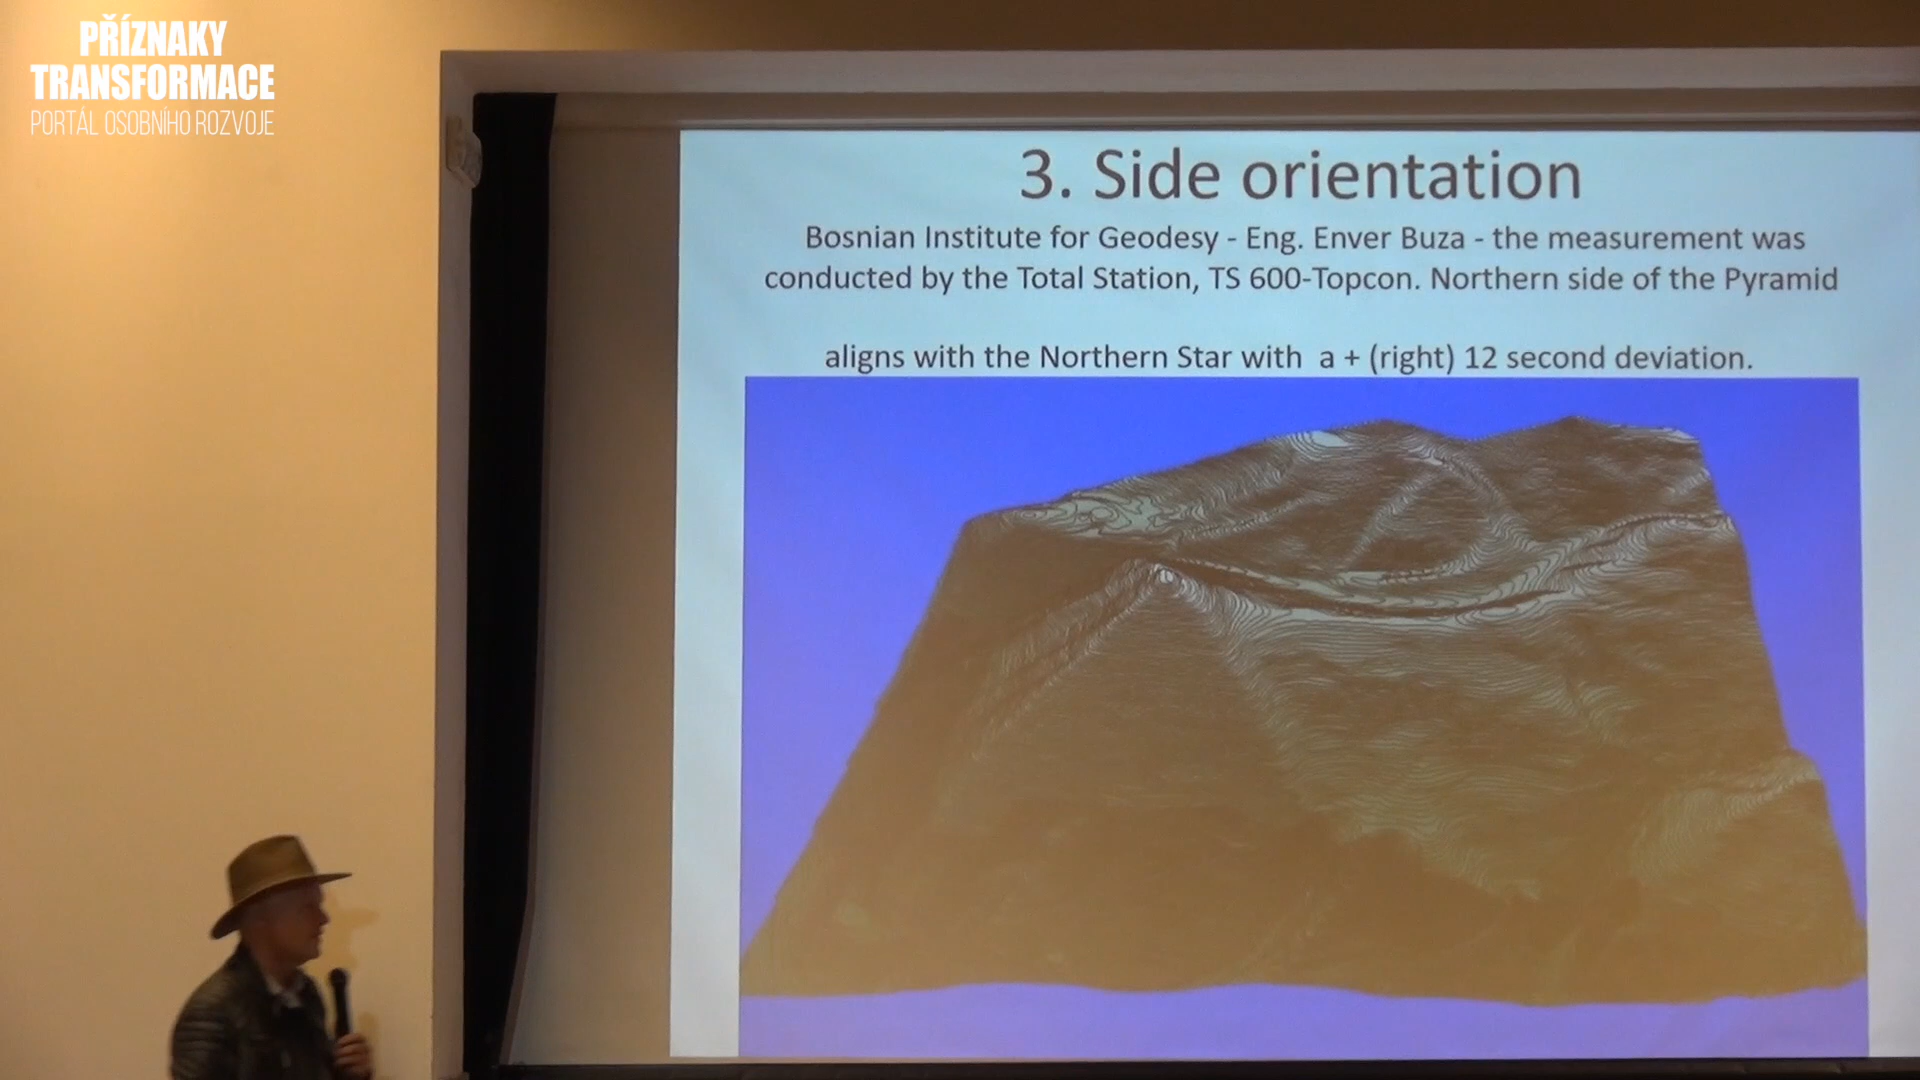 PŘÍZNAKY
TRANSFORMACE
PORTÁL OSOBNÍHO ROZVOJE
3. Side orientation
Bosnian Institute for Geodesy - Eng. Enver Buza - the measurement was
conducted by the Total Station, TS 600-Topcon. Northern side of the Pyramid
aligns with the Northern Star with a + (right) 12 second deviation.